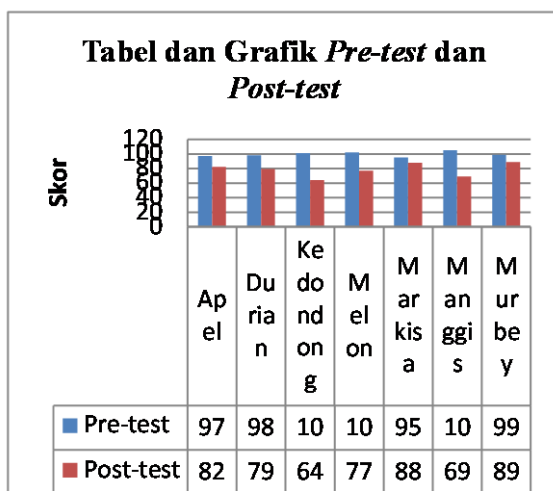 Tabel dan Grafik Pre-test dan
Post-test
Skor
120
100
80
60
40
20
0
Ap
el
Du
ria
n
Ke
do
nd
on
g
M
el
on
M
ar
kis
a
M
an
ggi
s
M
ur
be
y
Pre-test 97 98 10 10 95 10 99
Post-test 82 79 64 77 88 69 89